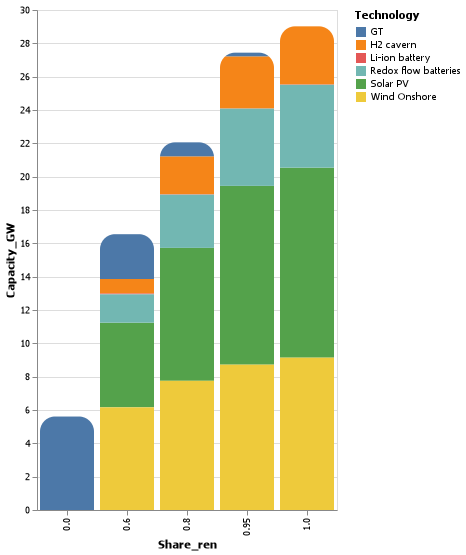 Technology
GT
H2 cavern
Li-ion battery
Redox flow batteries
Solar PV
Wind Onshore
Capacity_GW
30
28
26
24
22
20
18
16
14
12
10
8
6
4
2
0
0.0
0.6
0.8
0.95
1.0
Share_ren